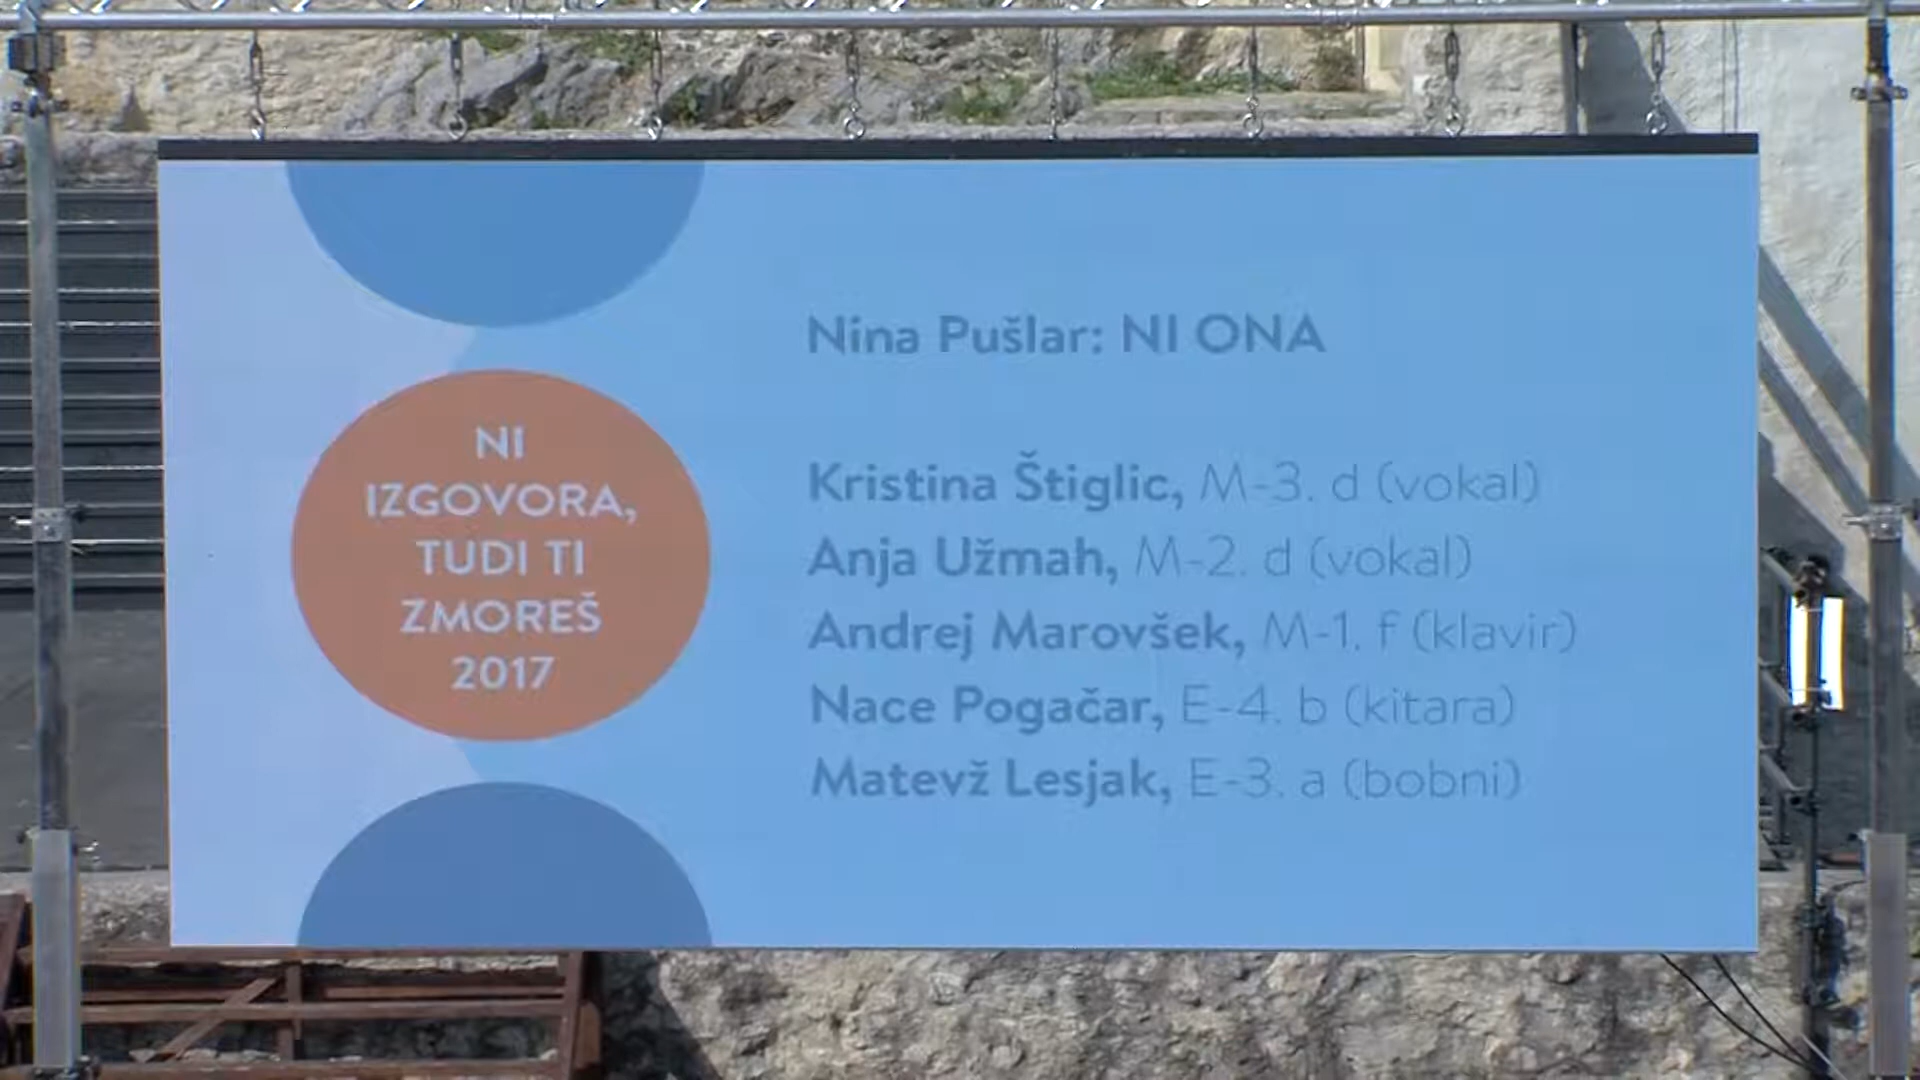 NI
IZGOVORA,
TUDI TI
ZMOREŠ
2017
Nina Pušlar: NI ONA
Kristina Štiglic, M-3. d (vokal)
Anja Užmah, M-2. d (vokal)
Andrej Marovšek, M-1. f (klavir)
Nace Pogačar, E-4. b (kitara)
Matevž Lesjak, E-3. a (bobni)